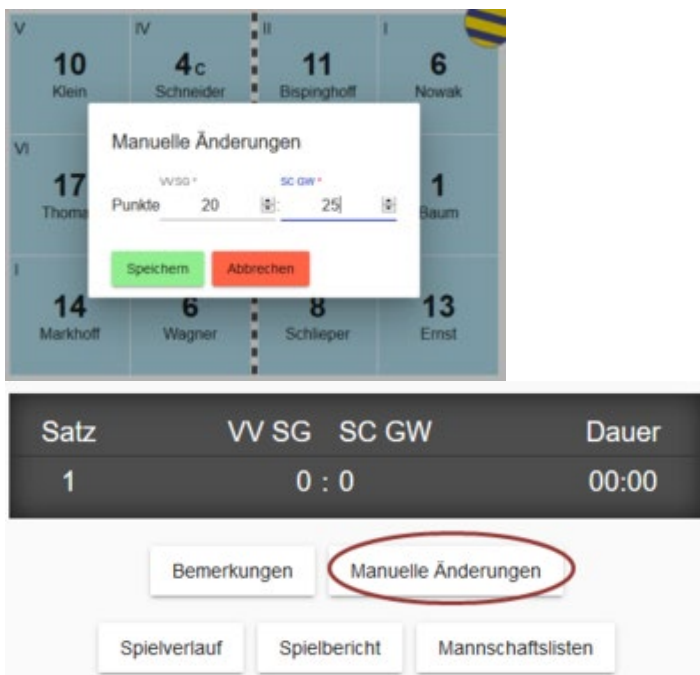 V IV II I
10 4 c 11 6
Klein Schneider Bispinghoff Nowak
Manuelle Änderungen
VI
VVSG * SC GW *
17 1
Punkte 20 : 25
Thoma Baum
Speichern Abbrechen
I
14 6 8 13
Markhoff Wagner Schlieper Ernst
Satz VV SG SC GW Dauer
1 0 : 0 00:00
Bemerkungen Manuelle Änderungen
Spielverlauf Spielbericht Mannschaftslisten